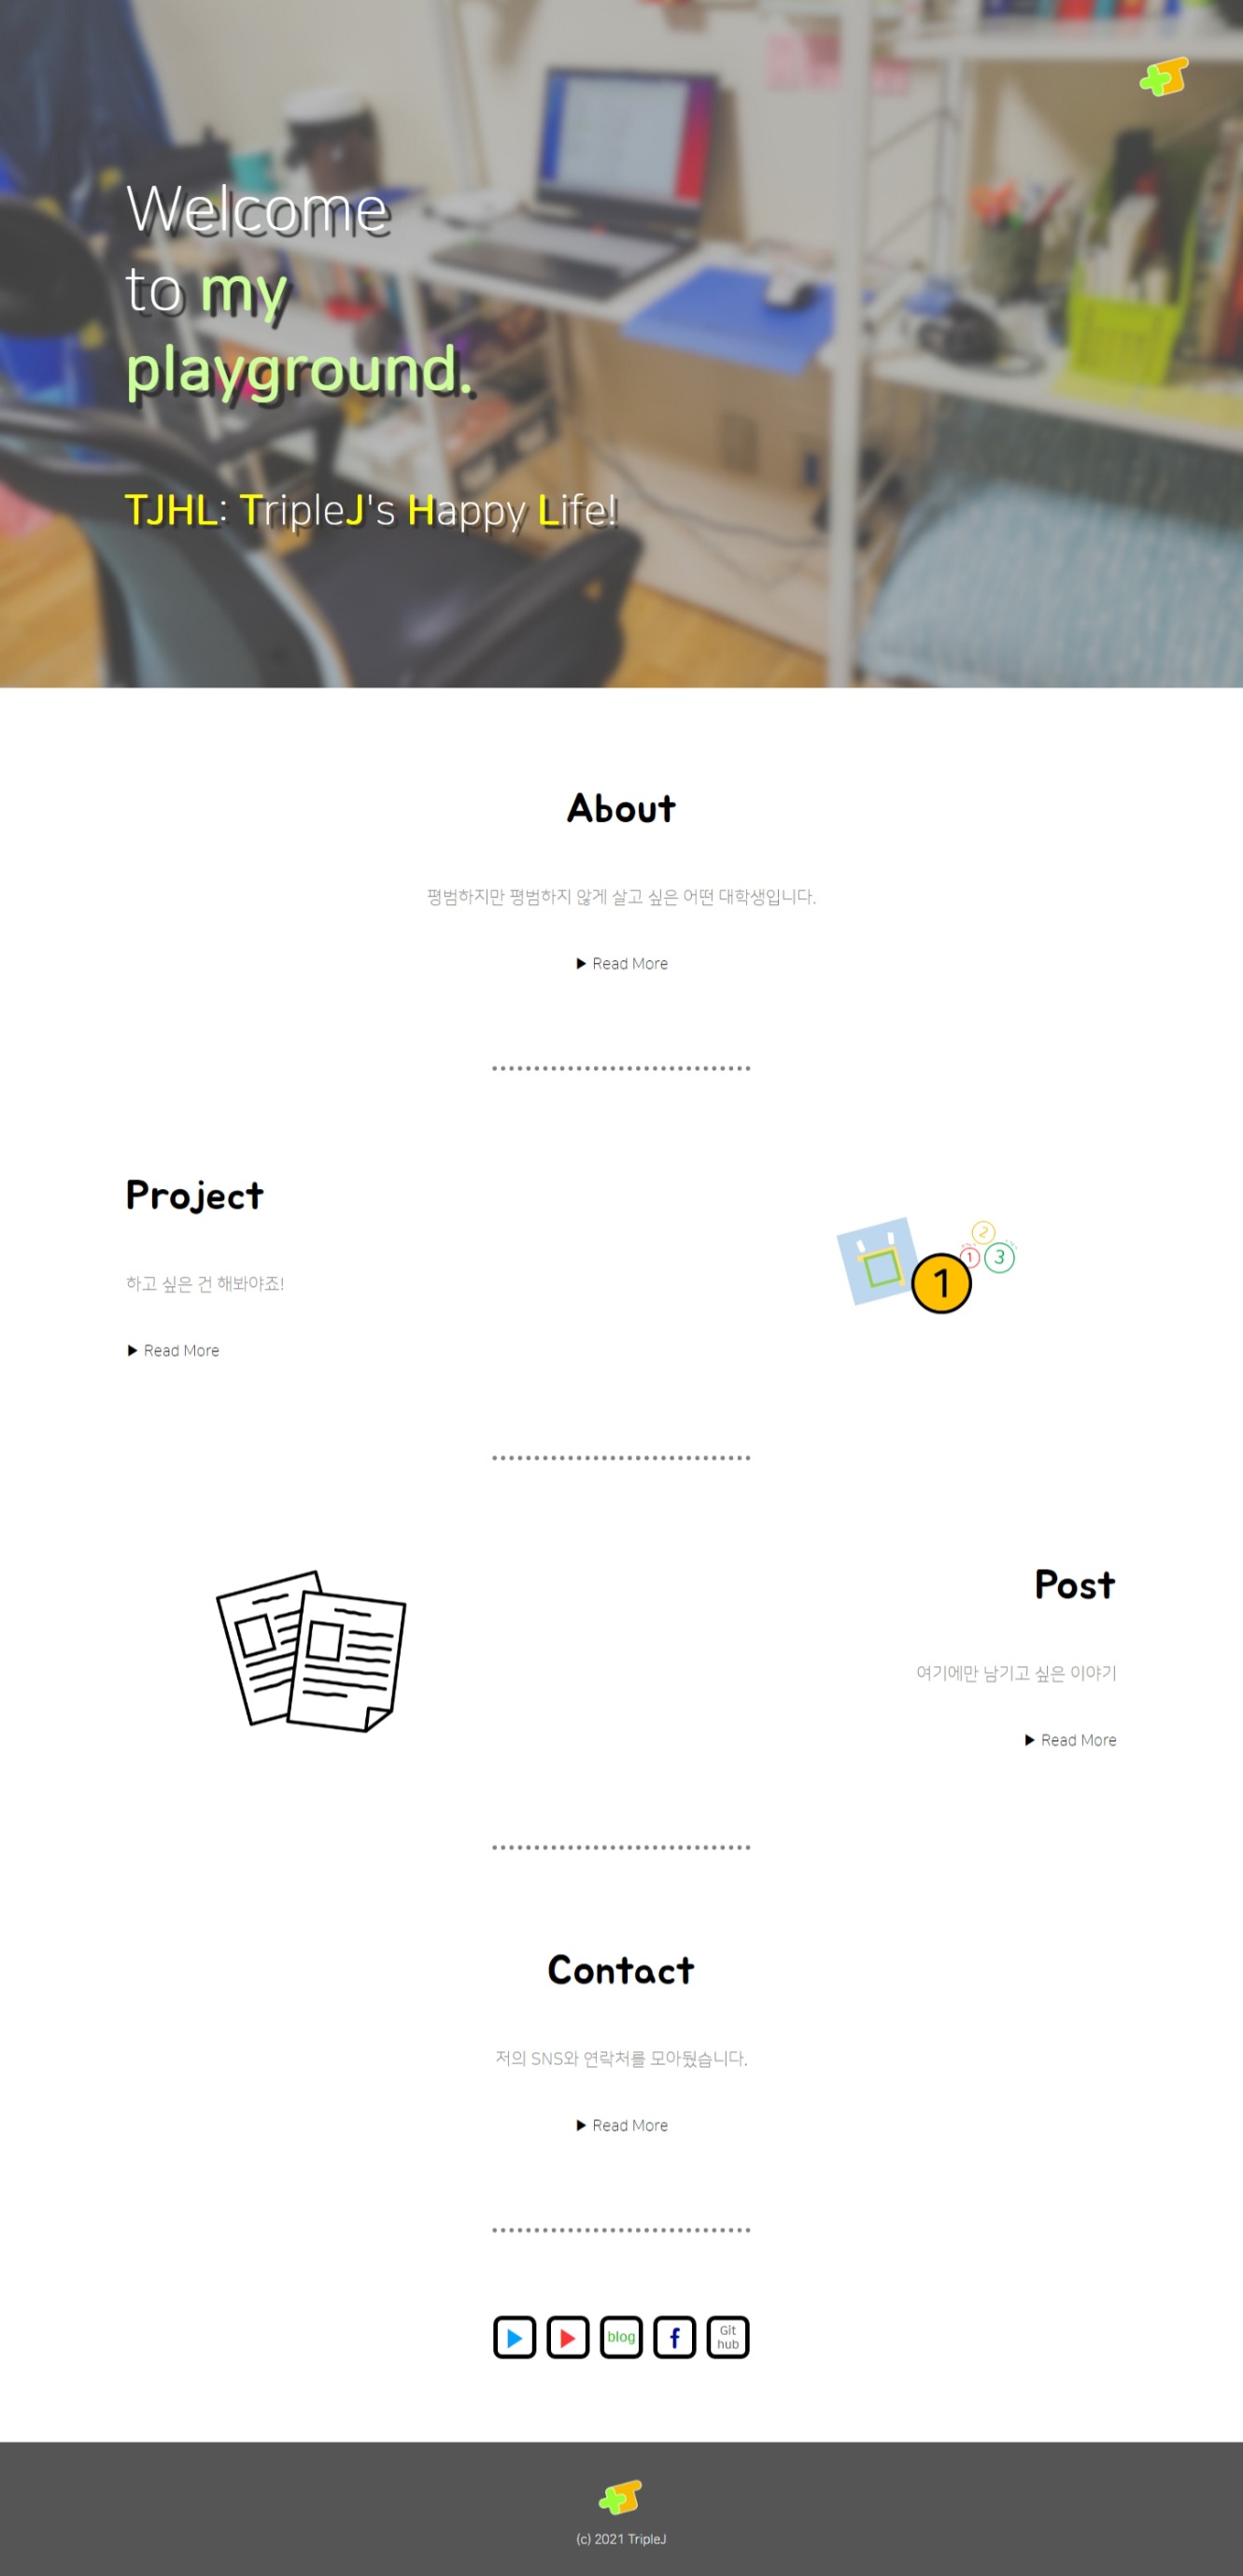 Welcome
to my
playground.
TJHL: TripleJ's Happy Life!
About
평범하지만 평범하지 않게 살고 싶은 어떤 대학생입니다.
▶ Read More
Project
하고 싶은 건 해봐야죠!
▶ Read More
2
1
3
1
Post
여기에만 남기고 싶은 이야기
▶ Read More
Contact
저의 SNS와 연락처를 모아뒀습니다.
▶ Read More
blog
f
Git
hub
(c) 2021 TripleJ